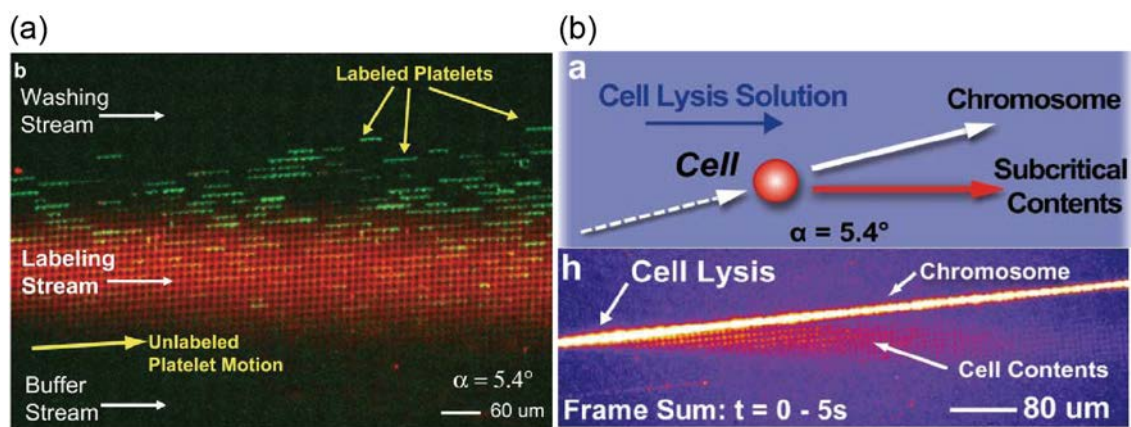 (a)
b
Washing
Stream
Labeled Platelets
Labeling
Stream
Unlabeled
Platelet Motion
Buffer
Stream
α = 5.4°
60 um
(b)
a
Cell Lysis Solution
Chromosome
Cell
Subcritical
Contents
α = 5.4°
h
Cell Lysis
Chromosome
Cell Contents
Frame Sum: t = 0 - 5s
80 um